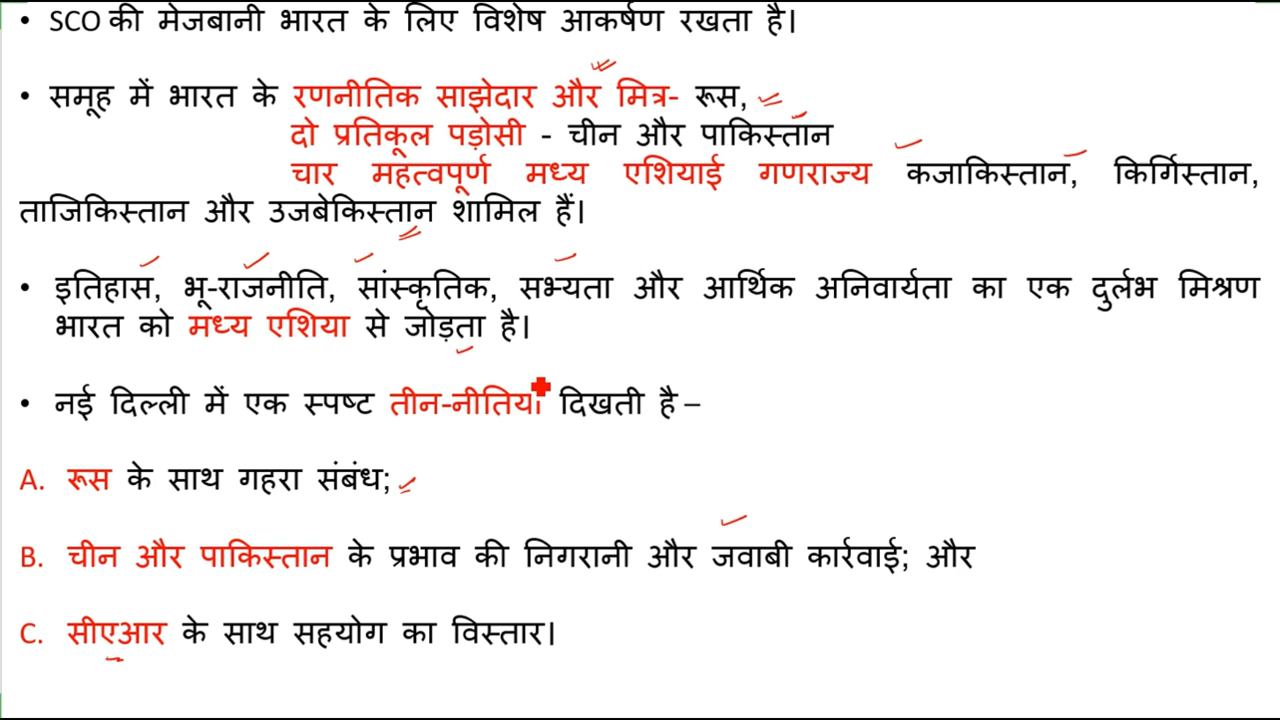 • SCO की मेजबानी भारत के लिए विशेष आकर्षण रखता है।
• समूह में भारत के रणनीतिक साझेदार और मित्र- रूस,
दो प्रतिकूल पड़ोसी - चीन और पाकिस्तान
चार महत्वपूर्ण मध्य एशियाई गणराज्य कजाकिस्तान, किर्गिस्तान,
ताजिकिस्तान और उजबेकिस्तान शामिल हैं।
• इतिहास, भू-राजनीति, सांस्कृतिक, सभ्यता और आर्थिक अनिवार्यता का एक दुर्लभ मिश्रण
भारत को मध्य एशिया से जोड़ता है।
• नई दिल्ली में एक स्पष्ट तीन-नीतियां दिखती है –
A. रूस के साथ गहरा संबंध;
B. चीन और पाकिस्तान के प्रभाव की निगरानी और जवाबी कार्रवाई; और
C. सीएआर के साथ सहयोग का विस्तार।